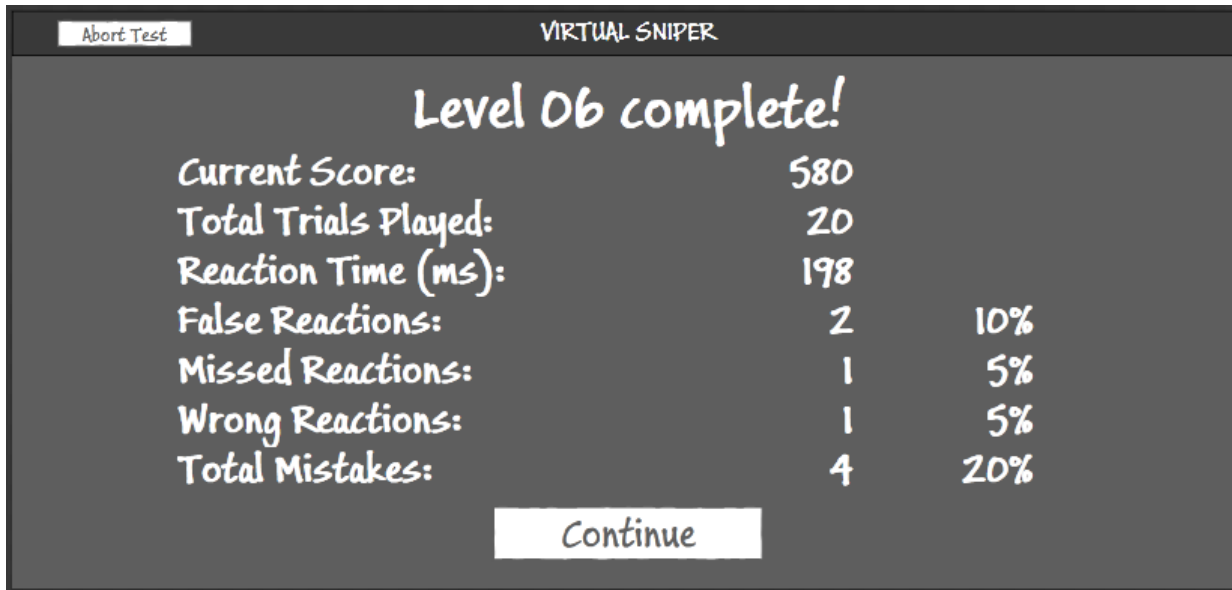 Abort Test
VIRTUAL SNIPER
Level 06 complete!
Current Score: 580
Total Trials Played: 20
Reaction Time (ms): 198
False Reactions: 2 10%
Missed Reactions: 1 5%
Wrong Reactions: 1 5%
Total Mistakes: 4 20%
Continue